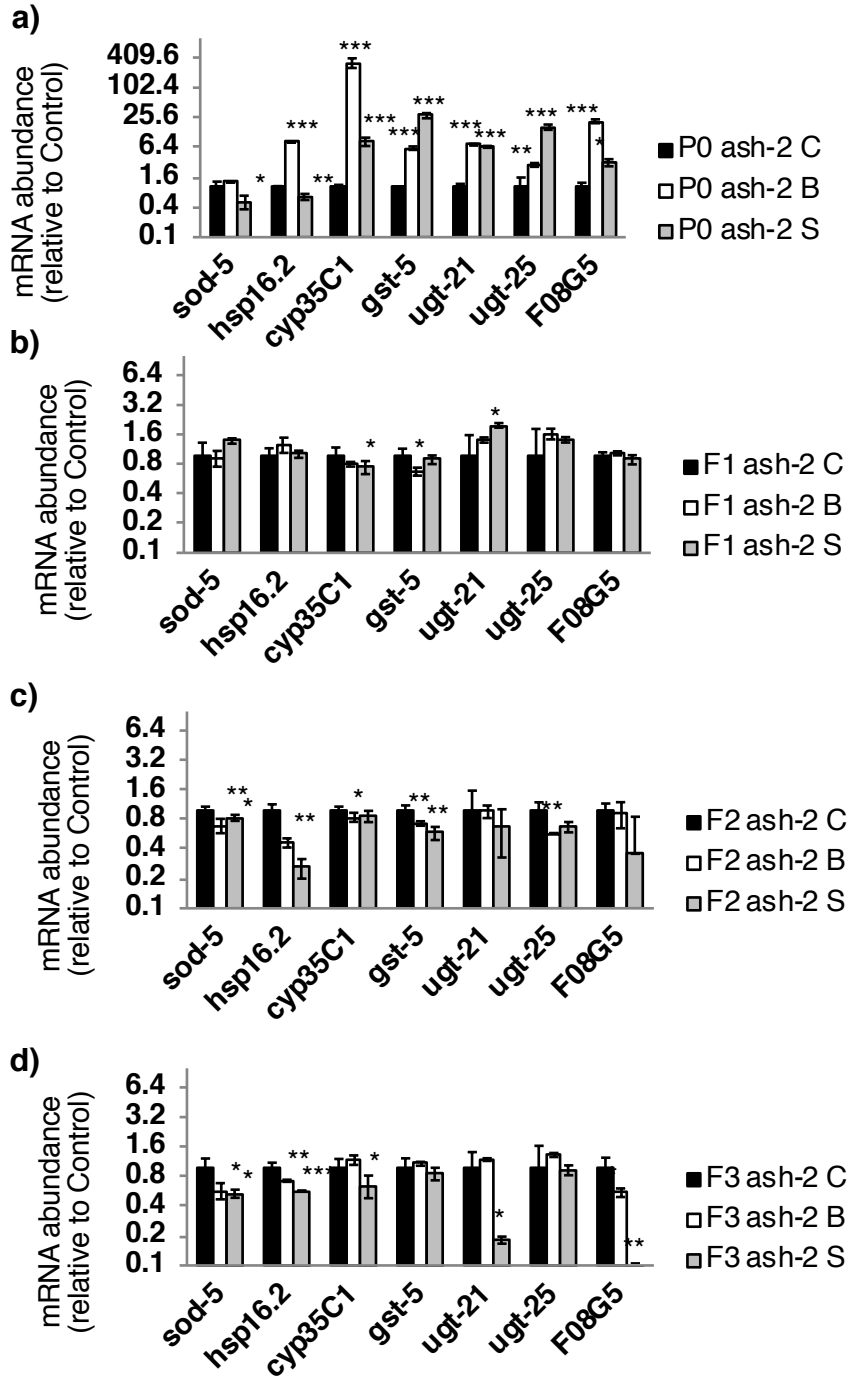 a)
mRNA abundance
(relative to Control)
409.6
102.4
25.6
6.4
1.6
0.4
0.1
*
***
**
***
***
***
***
***
***
**
***
***
*
sod-5
hsp16.2
cyp35C1
gst-5
ugt-21
ugt-25
F08G5
P0 ash-2 C
P0 ash-2 B
P0 ash-2 S
b)
mRNA abundance
(relative to Control)
6.4
3.2
1.6
0.8
0.4
0.2
0.1
*
*
*
sod-5
hsp16.2
cyp35C1
gst-5
ugt-21
ugt-25
F08G5
F1 ash-2 C
F1 ash-2 B
F1 ash-2 S
c)
mRNA abundance
(relative to Control)
6.4
3.2
1.6
0.8
0.4
0.2
0.1
**
*
**
*
**
**
**
sod-5
hsp16.2
cyp35C1
gst-5
ugt-21
ugt-25
F08G5
F2 ash-2 C
F2 ash-2 B
F2 ash-2 S
d)
mRNA abundance
(relative to Control)
6.4
3.2
1.6
0.8
0.4
0.2
0.1
*
*
**
***
*
*
**
sod-5
hsp16.2
cyp35C1
gst-5
ugt-21
ugt-25
F08G5
F3 ash-2 C
F3 ash-2 B
F3 ash-2 S